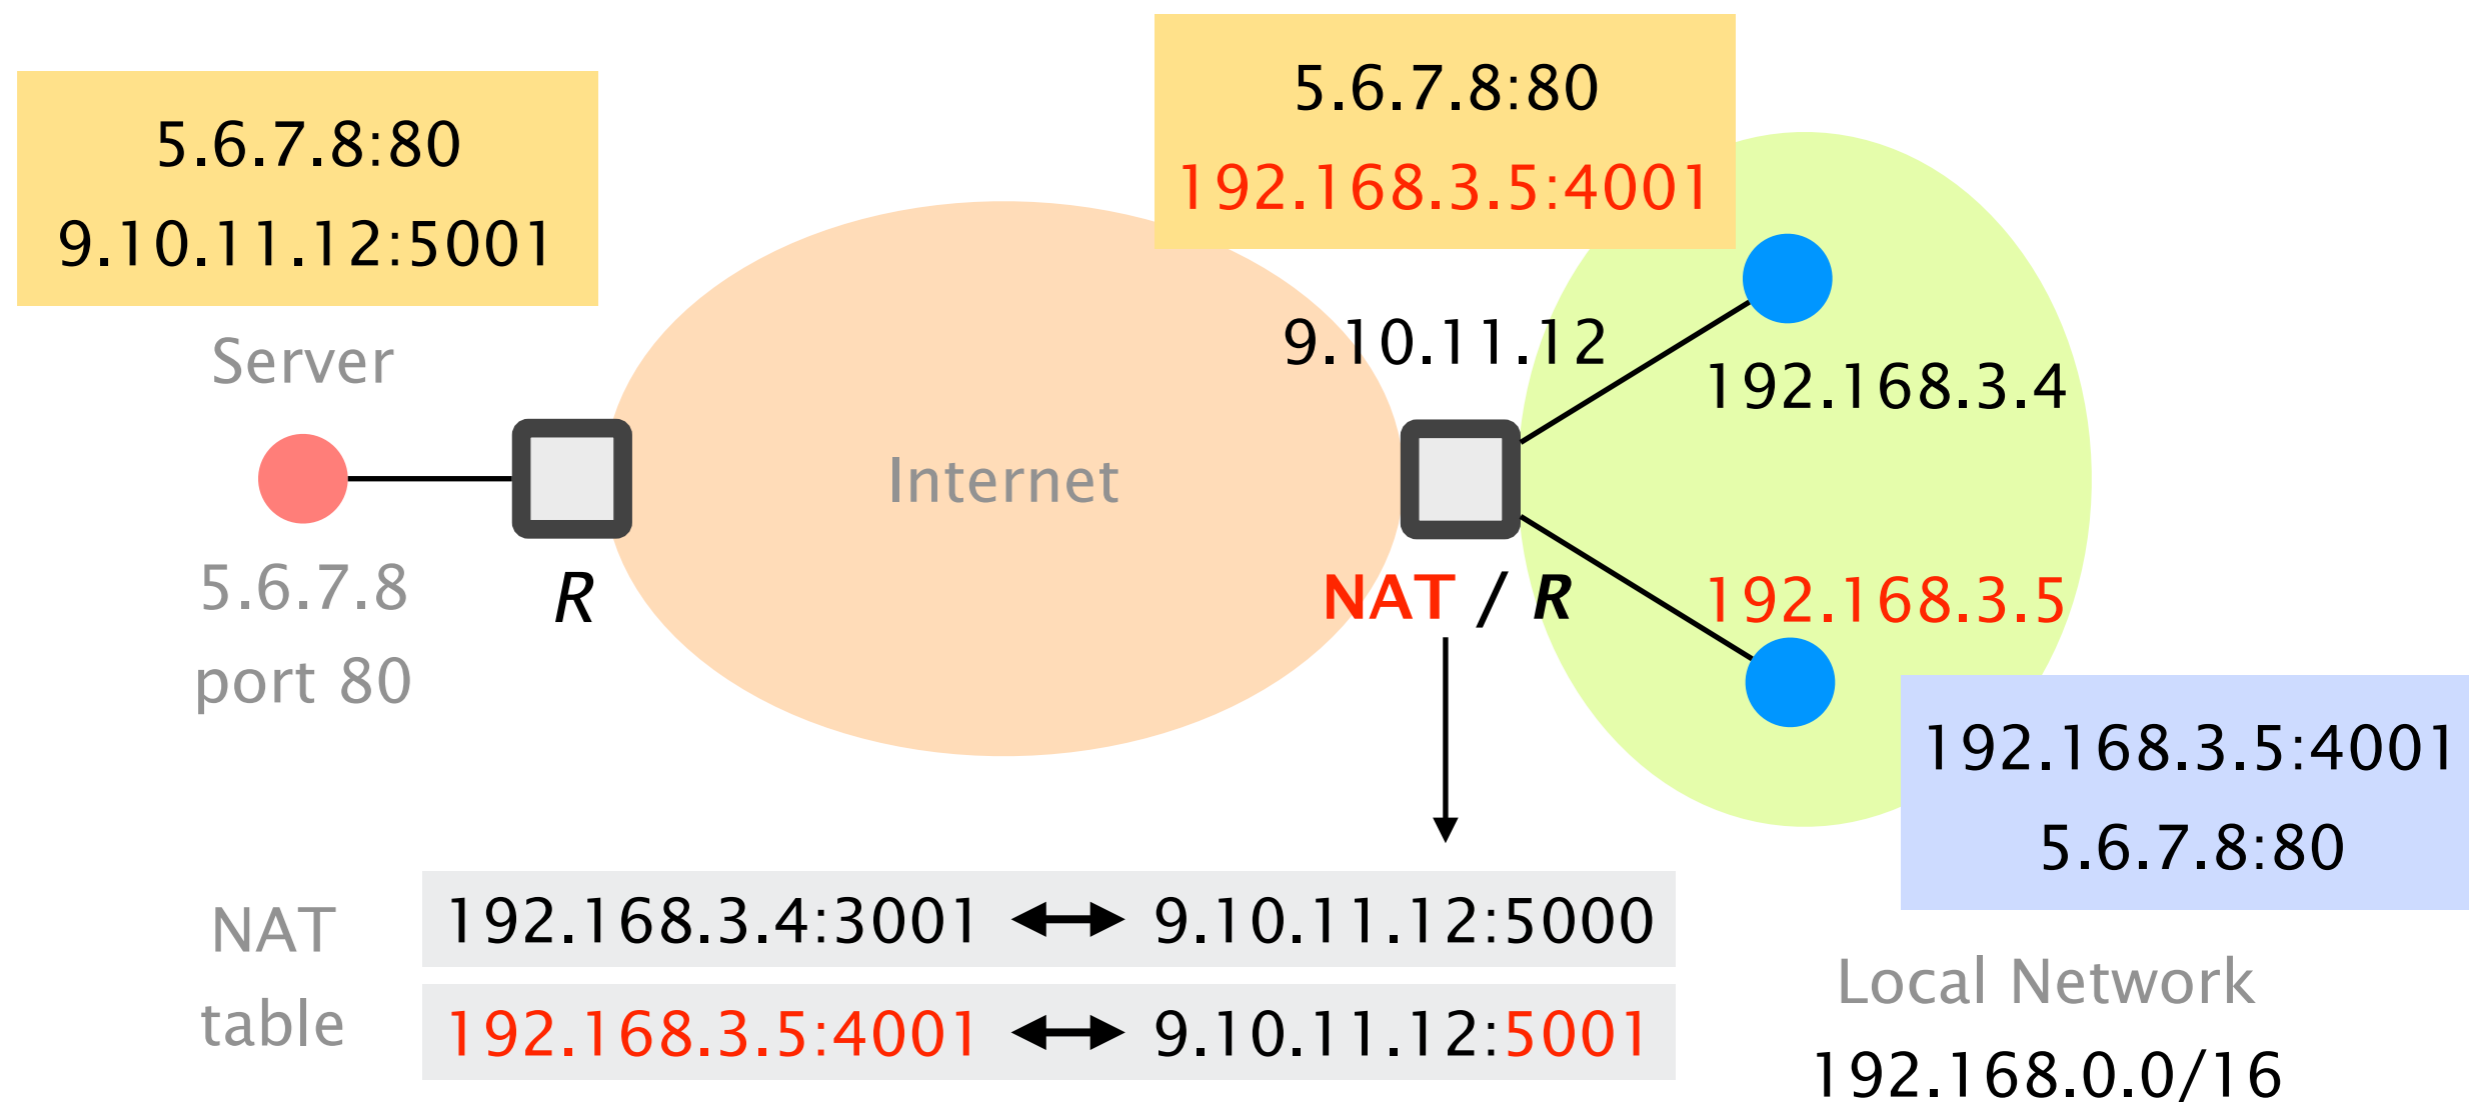 5.6.7.8:80
9.10.11.12:5001
5.6.7.8:80
192.168.3.5:4001
Server
9.10.11.12
192.168.3.4
Internet
5.6.7.8
port 80
R
NAT / R
192.168.3.5
192.168.3.5:4001
5.6.7.8:80
NAT
table
192.168.3.4:3001 ↔ 9.10.11.12:5000
192.168.3.5:4001 ↔ 9.10.11.12:5001
Local Network
192.168.0.0/16